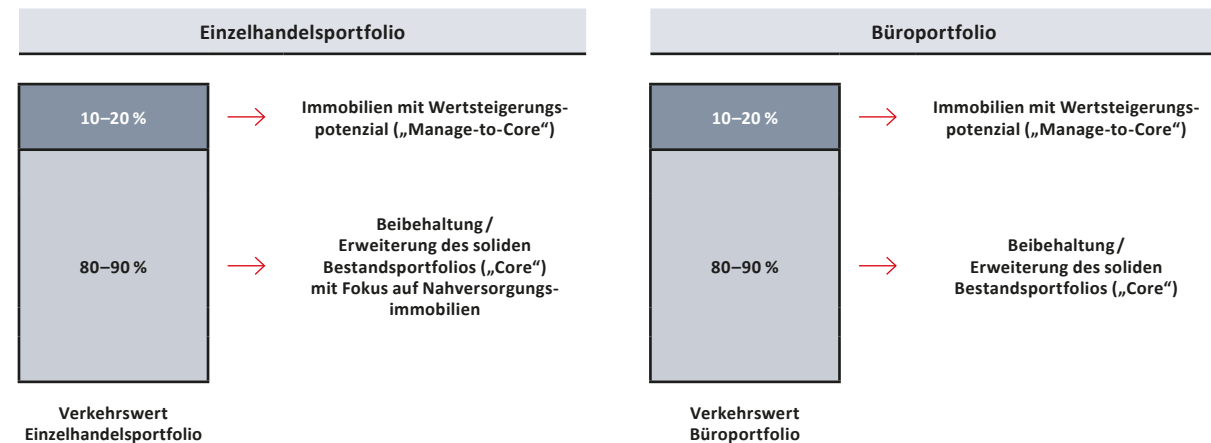 Einzelhandelsportfolio
10–20 %
Immobilien mit Wertsteigerungs-
potenzial („Manage-to-Core“)
80–90 %
Beibehaltung /
Erweiterung des soliden
Bestandsportfolios („Core“)
mit Fokus auf Nahversorgungs-
immobilien
Verkehrswert
Einzelhandelsportfolio
Büroportfolio
10–20 %
Immobilien mit Wertsteigerungs-
potenzial („Manage-to-Core“)
80–90 %
Beibehaltung /
Erweiterung des soliden
Bestandsportfolios („Core“)
Verkehrswert
Büroportfolio